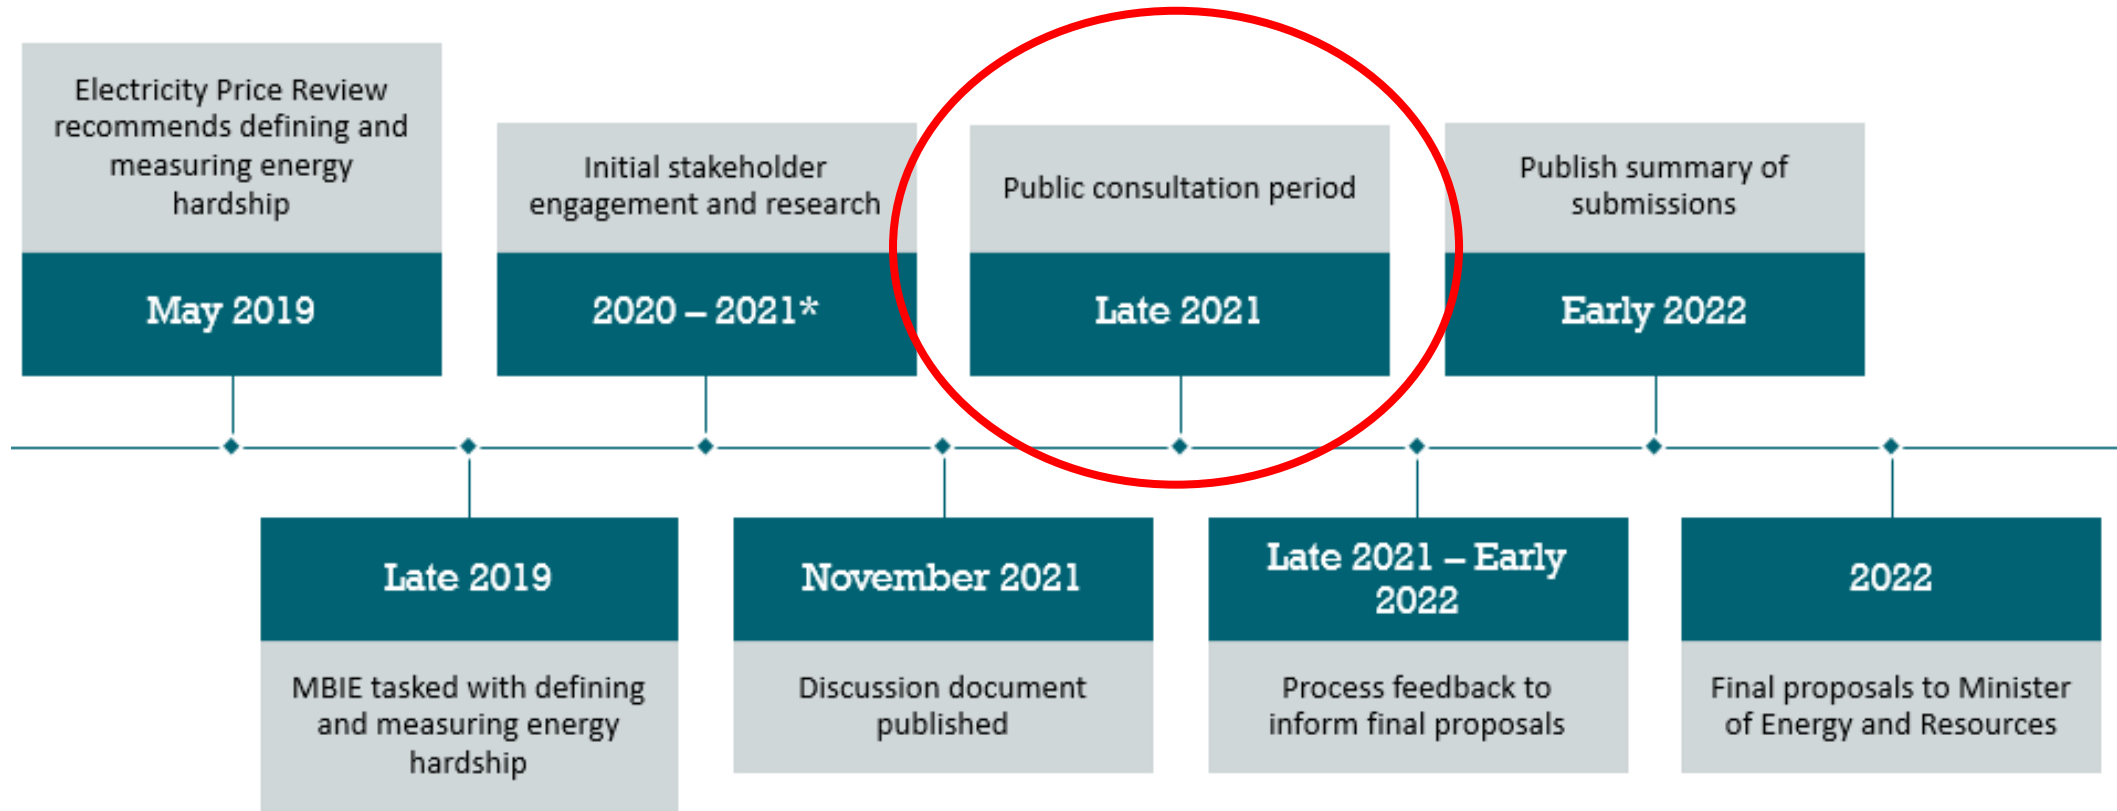 Electricity Price Review
recommends defining and
measuring energy
hardship
May 2019
Initial stakeholder
engagement and research
2020 – 2021*
Public consultation period
Late 2021
Publish summary of
submissions
Early 2022
Late 2019
MBIE tasked with defining
and measuring energy
hardship
November 2021
Discussion document
published
Late 2021 – Early
2022
Process feedback to
inform final proposals
2022
Final proposals to Minister
of Energy and Resources